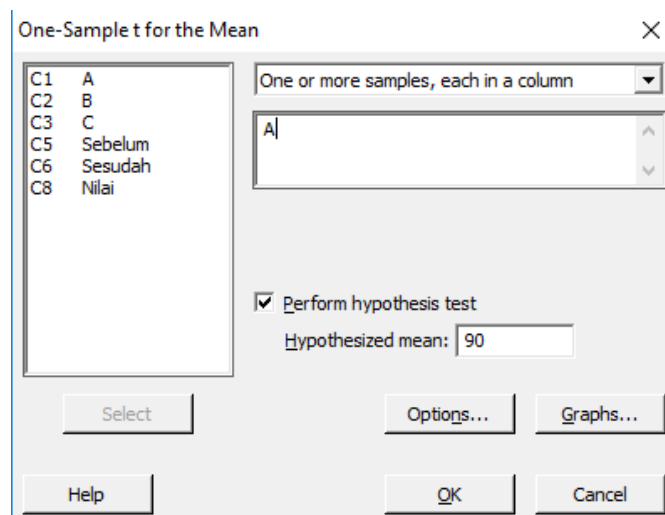 One-Sample t for the Mean
C1 A
C2 B
C3 C
C5 Sebelum
C6 Sesudah
C8 Nilai
One or more samples, each in a column
A
Perform hypothesis test
Hypothesized mean: 90
Select
Options...
Graphs...
Help
OK
Cancel